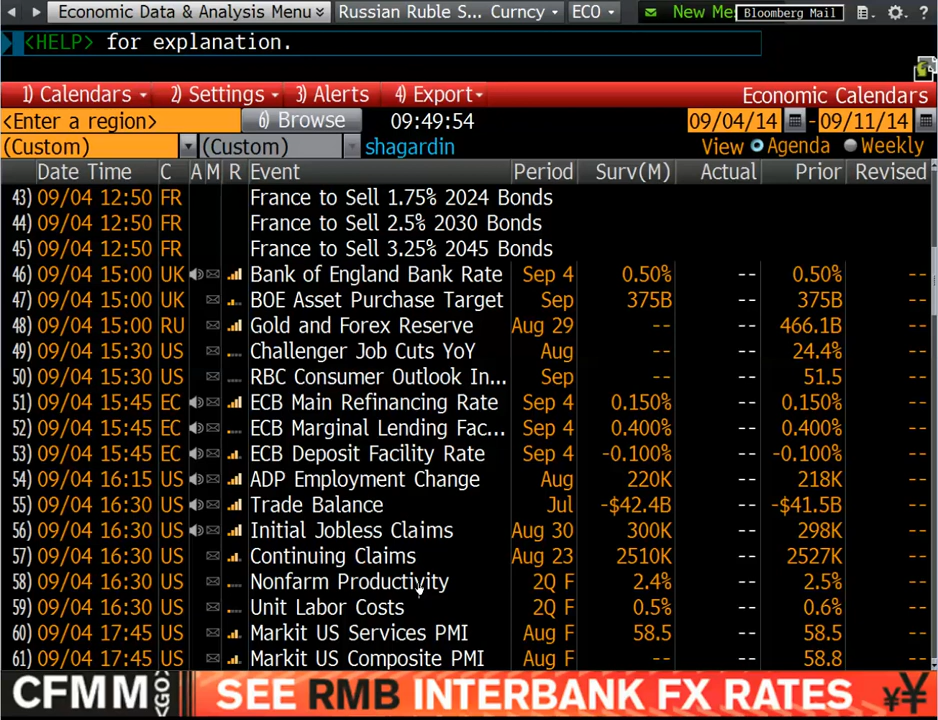 Economic Data & Analysis Menu Russian Ruble S... Curncy ECO New Me Bloomberg Mail ?
<HELP> for explanation.
1) Calendars 2) Settings 3) Alerts 4) Export Economic Calendars
<Enter a region> 6) Browse 09:49:54 09/04/14 - 09/11/14
(Custom) (Custom) shagardin View Agenda Weekly
Date Time C A M R Event Period Surv(M) Actual Prior Revised
43) 09/04 12:50 FR France to Sell 1.75% 2024 Bonds
44) 09/04 12:50 FR France to Sell 2.5% 2030 Bonds
45) 09/04 12:50 FR France to Sell 3.25% 2045 Bonds
46) 09/04 15:00 UK Bank of England Bank Rate Sep 4 0.50% -- 0.50% --
47) 09/04 15:00 UK BOE Asset Purchase Target Sep 375B -- 375B --
48) 09/04 15:00 RU Gold and Forex Reserve Aug 29 -- -- 466.1B --
49) 09/04 15:30 US Challenger Job Cuts YoY Aug -- -- 24.4% --
50) 09/04 15:30 US RBC Consumer Outlook In... Sep -- -- 51.5 --
51) 09/04 15:45 EC ECB Main Refinancing Rate Sep 4 0.150% -- 0.150% --
52) 09/04 15:45 EC ECB Marginal Lending Fac... Sep 4 0.400% -- 0.400% --
53) 09/04 15:45 EC ECB Deposit Facility Rate Sep 4 -0.100% -- -0.100% --
54) 09/04 16:15 US ADP Employment Change Aug 220K -- 218K --
55) 09/04 16:30 US Trade Balance Jul -$42.4B -- -$41.5B --
56) 09/04 16:30 US Initial Jobless Claims Aug 30 300K -- 298K --
57) 09/04 16:30 US Continuing Claims Aug 23 2510K -- 2527K --
58) 09/04 16:30 US Nonfarm Productivity 2Q F 2.4% -- 2.5% --
59) 09/04 16:30 US Unit Labor Costs 2Q F 0.5% -- 0.6% --
60) 09/04 17:45 US Markit US Services PMI Aug F 58.5 -- 58.5 --
61) 09/04 17:45 US Markit US Composite PMI Aug F -- -- 58.8 --
CFMM <GO> SEE RMB INTERBANK FX RATES ¥¥